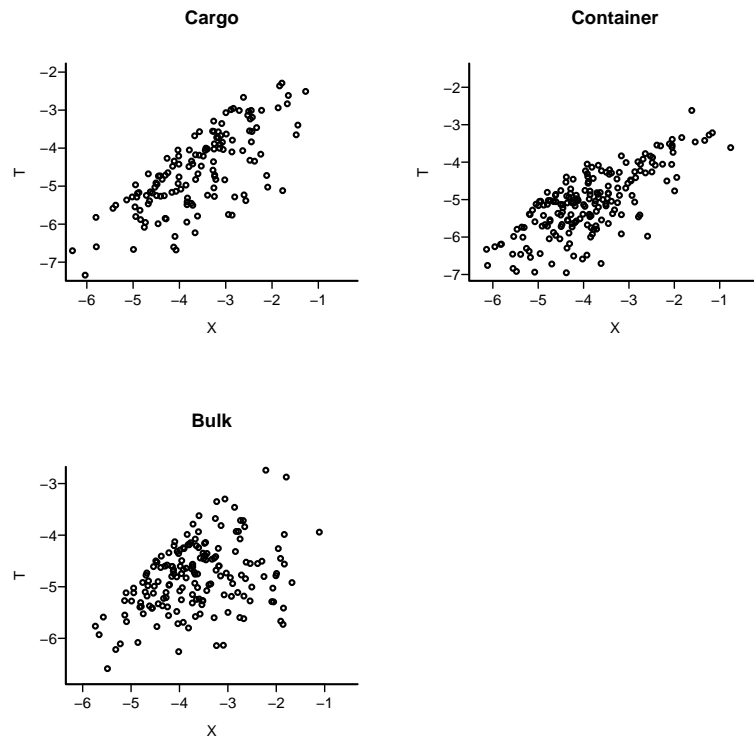 Cargo
T
−2
−3
−4
−5
−6
−7
−6 −5 −4 −3 −2 −1
X
Container
T
−2
−3
−4
−5
−6
−7
−6 −5 −4 −3 −2 −1
X
Bulk
T
−3
−4
−5
−6
−6 −5 −4 −3 −2 −1
X